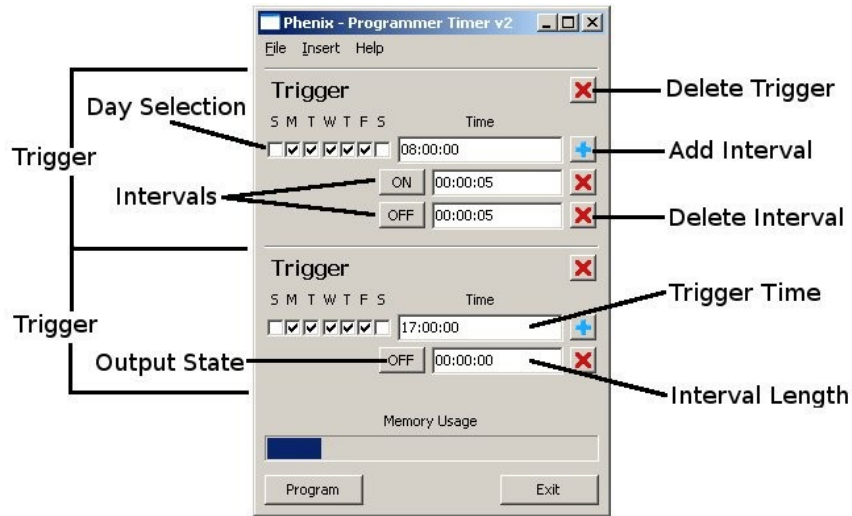 Phenix - Programmer Timer v2
File Insert Help
Trigger
Delete Trigger
Day Selection
S M T W T F S
Time
08:00:00
Add Interval
Trigger
Intervals
ON
00:00:05
OFF
00:00:05
Delete Interval
Trigger
S M T W T F S
Time
Trigger Time
Trigger
17:00:00
Output State
OFF
00:00:00
Interval Length
Memory Usage
Program
Exit